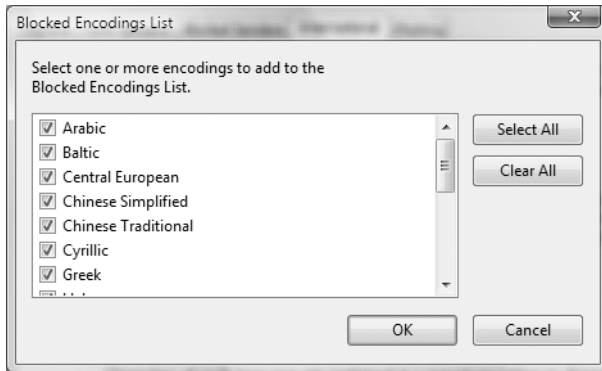 Blocked Encodings List
International
Select one or more encodings to add to the
Blocked Encodings List.
Arabic
Select All
Baltic
Central European
Clear All
Chinese Simplified
Chinese Traditional
Cyrillic
Greek
OK
Cancel